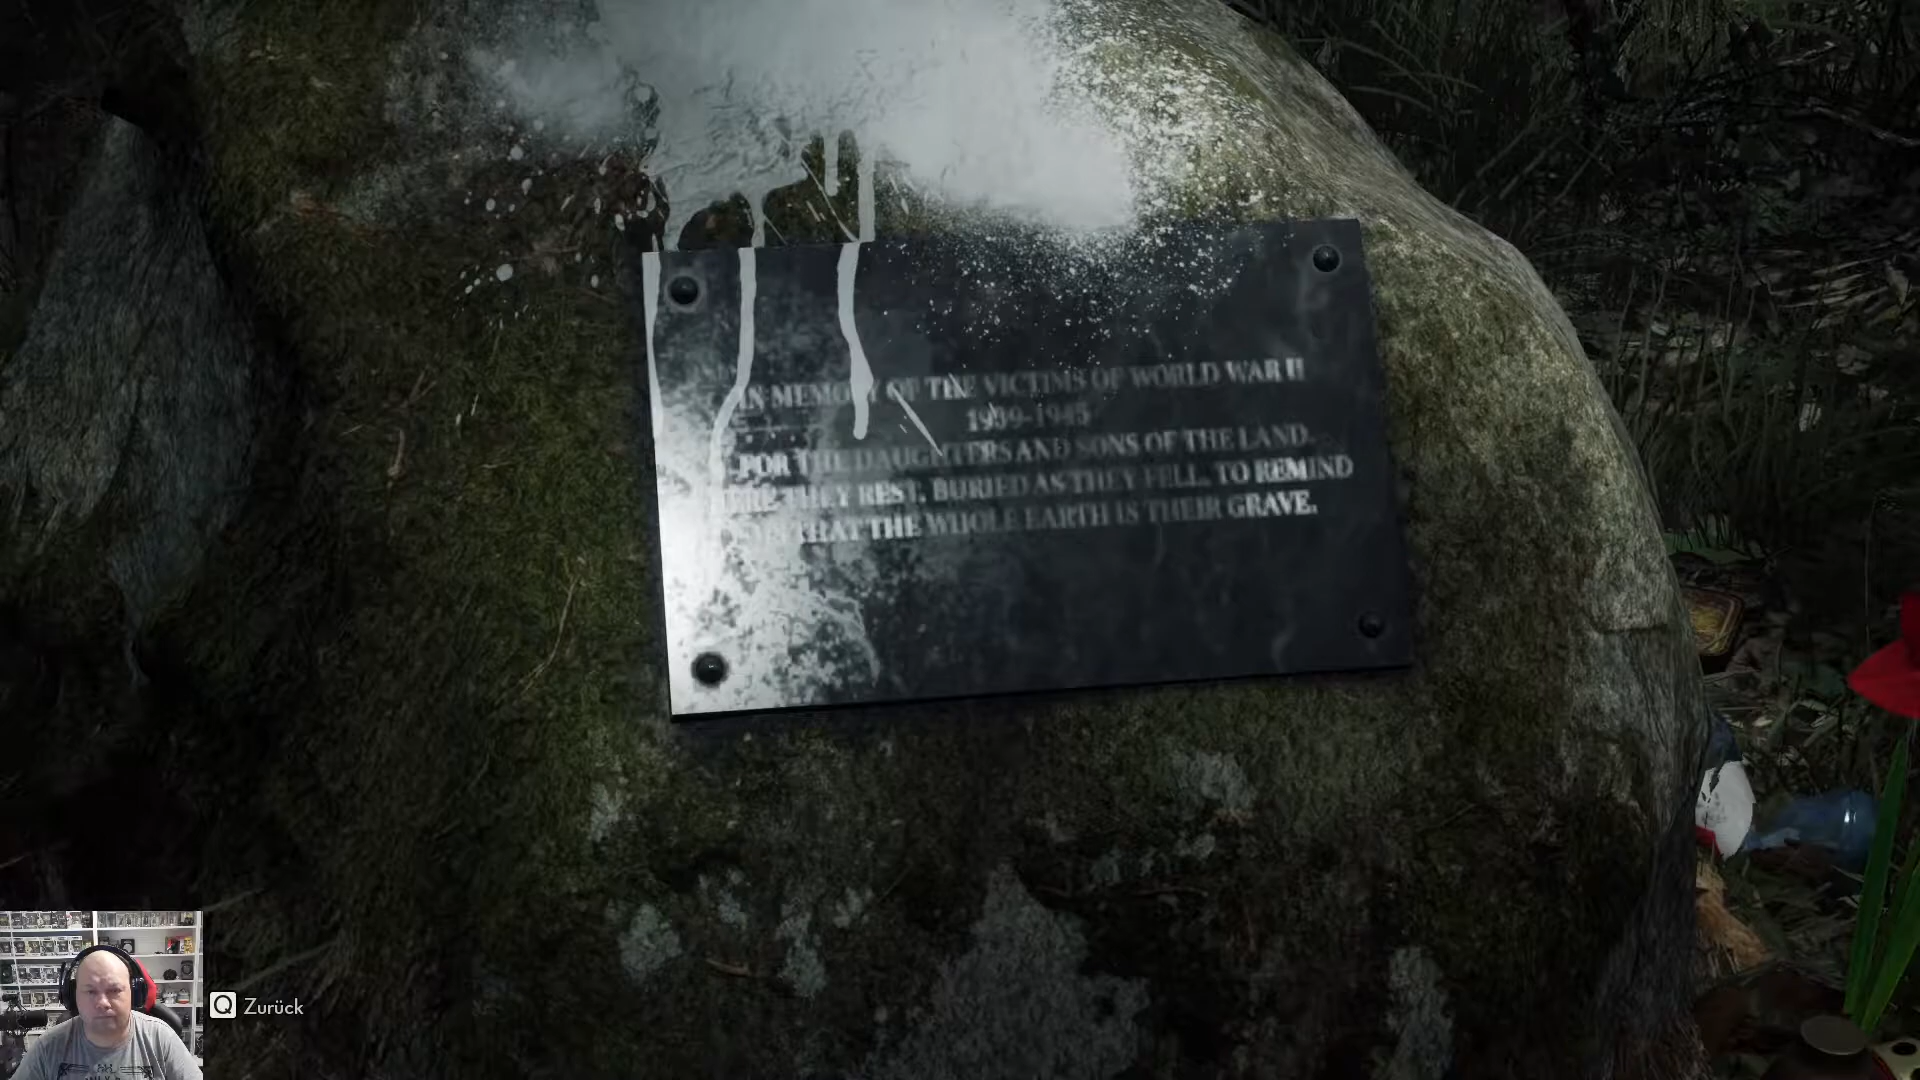 IN MEMORY OF THE VICTIMS OF WORLD WAR II
1939-1945
FOR THE DAUGHTERS AND SONS OF THE LAND.
HERE THEY REST, BURIED AS THEY FELL, TO REMIND
THAT THE WHOLE EARTH IS THEIR GRAVE.
Q Zurück